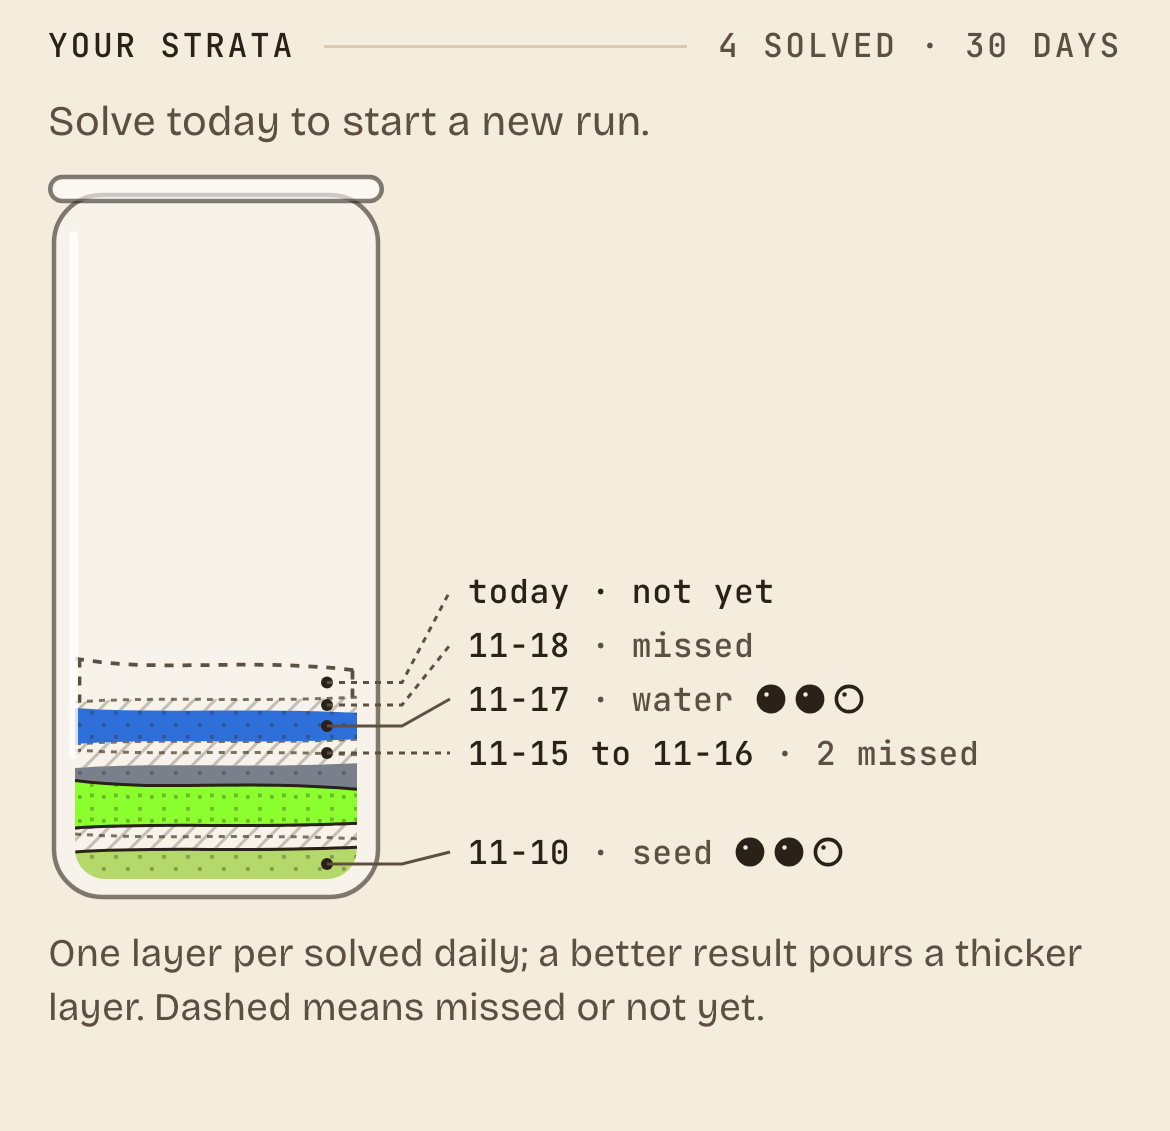 YOUR STRATA
4 SOLVED · 30 DAYS
Solve today to start a new run.
today · not yet
11-18 · missed
11-17 · water
11-15 to 11-16 · 2 missed
11-10 · seed
One layer per solved daily; a better result pours a thicker
layer. Dashed means missed or not yet.